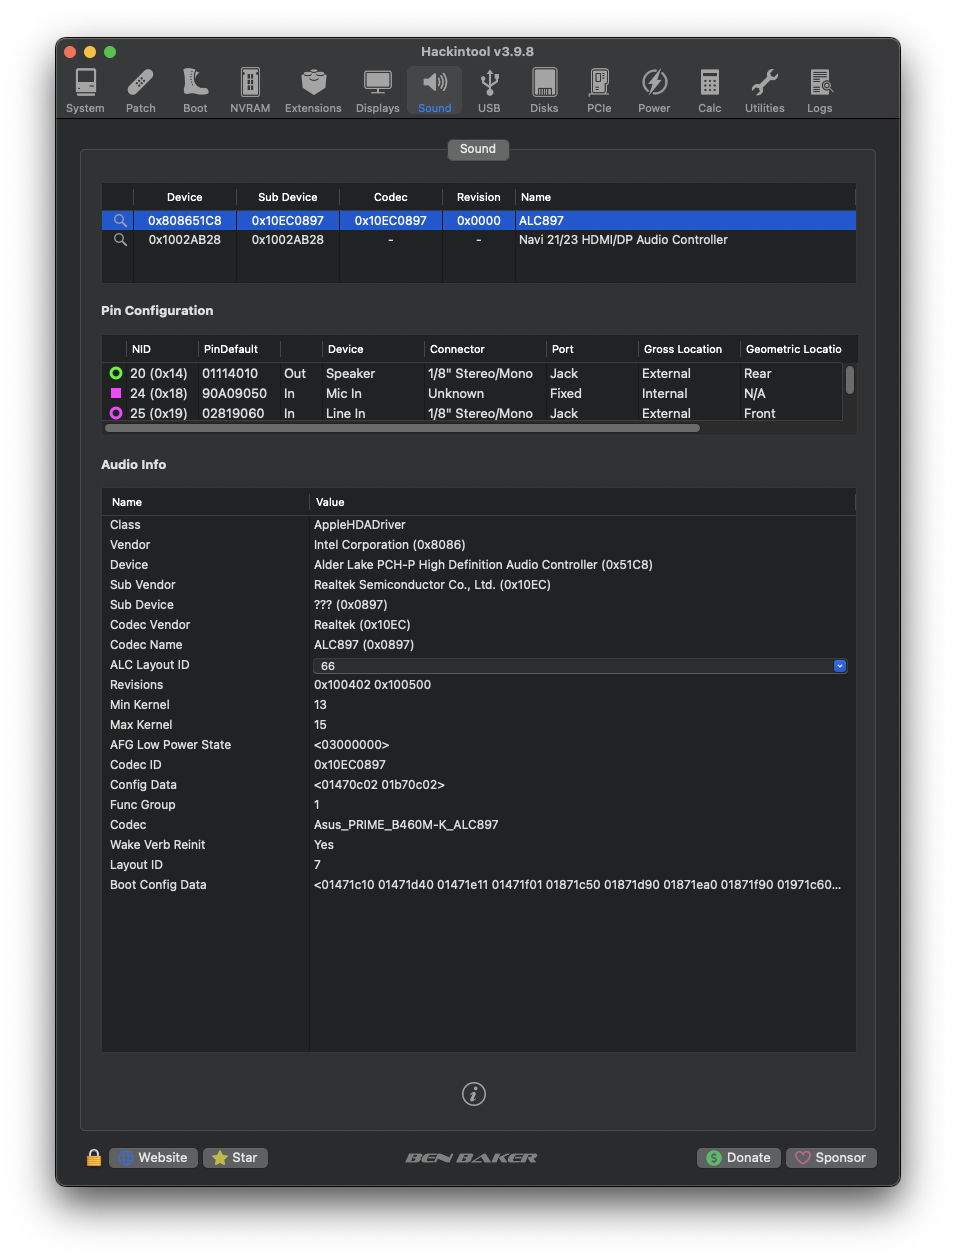 Hackintool v3.9.8
System Patch Boot NVRAM Extensions Displays Sound USB Disks PCIe Power Calc Utilities Logs
Sound
Device Sub Device Codec Revision Name
0x808651C8 0x10EC0897 0x10EC0897 0x0000 ALC897
0x1002AB28 0x1002AB28 - - Navi 21/23 HDMI/DP Audio Controller
Pin Configuration
NID PinDefault Device Connector Port Gross Location Geometric Locatio
20 (0x14) 01114010 Out Speaker 1/8" Stereo/Mono Jack External Rear
24 (0x18) 90A09050 In Mic In Unknown Fixed Internal N/A
25 (0x19) 02819060 In Line In 1/8" Stereo/Mono Jack External Front
Audio Info
Name Value
Class AppleHDADriver
Vendor Intel Corporation (0x8086)
Device Alder Lake PCH-P High Definition Audio Controller (0x51C8)
Sub Vendor Realtek Semiconductor Co., Ltd. (0x10EC)
Sub Device ??? (0x0897)
Codec Vendor Realtek (0x10EC)
Codec Name ALC897 (0x0897)
ALC Layout ID 66
Revisions 0x100402 0x100500
Min Kernel 13
Max Kernel 15
AFG Low Power State <03000000>
Codec ID 0x10EC0897
Config Data <01470c02 01b70c02>
Func Group 1
Codec Asus_PRIME_B460M-K_ALC897
Wake Verb Reinit Yes
Layout ID 7
Boot Config Data <01471c10 01471d40 01471e11 01471f01 01871c50 01871d90 01871ea0 01871f90 01971c60...
Website Star BEN BAKER Donate Sponsor